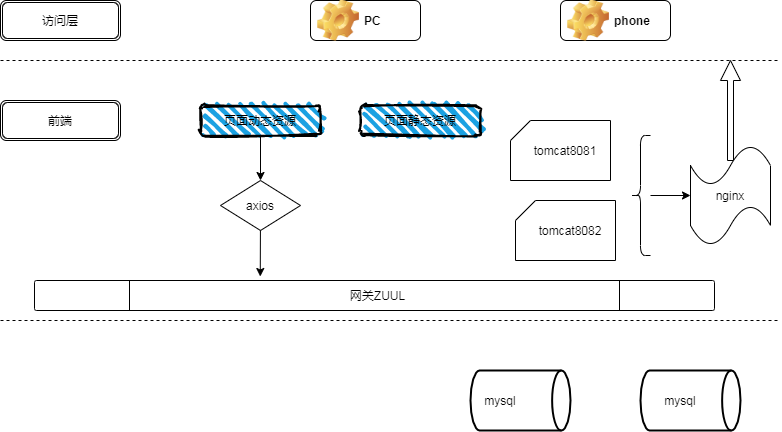 访问层
PC
phone
前端
页面动态资源
页面静态资源
tomcat8081
axios
nginx
tomcat8082
网关ZUUL
mysql
mysql